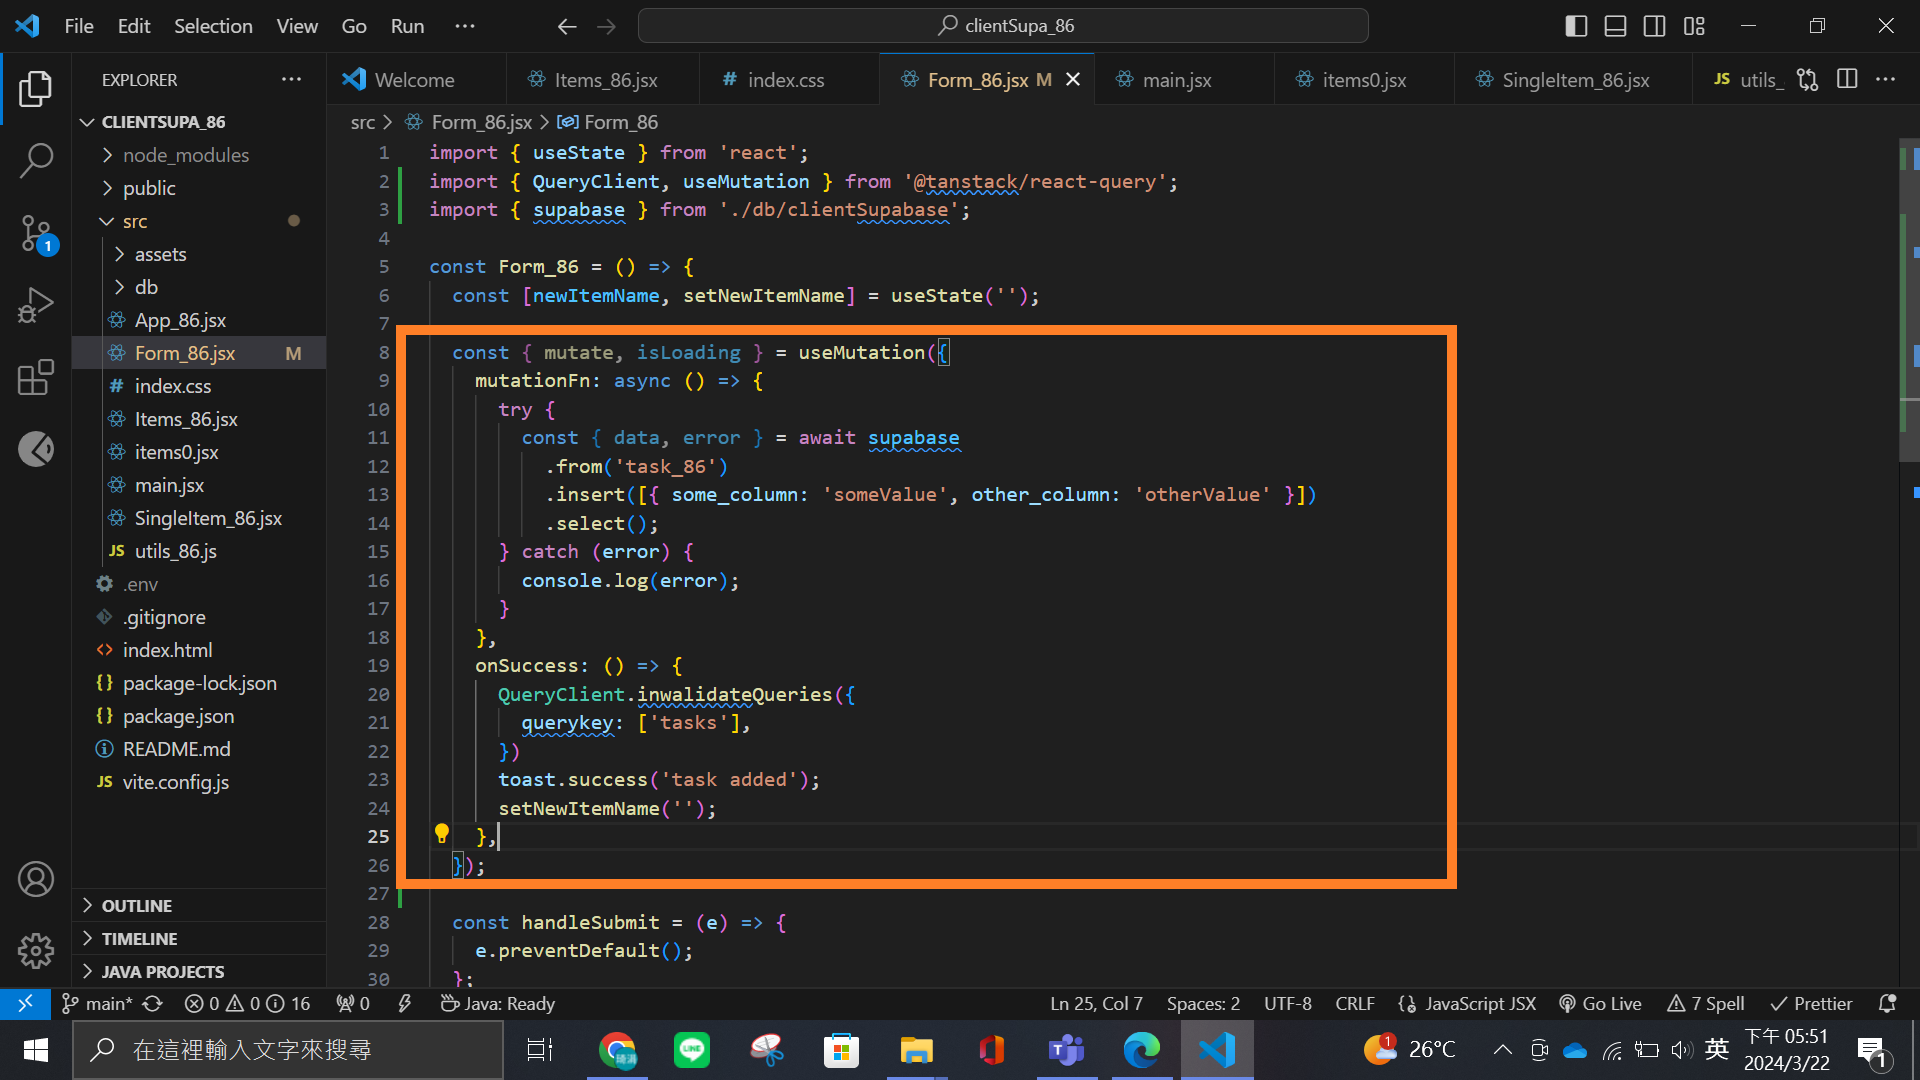 File Edit Selection View Go Run ··· clientSupa_86
EXPLORER ···
Welcome Items_86.jsx # index.css Form_86.jsx M main.jsx items0.jsx SingleItem_86.jsx JS utils_ ···
src > Form_86.jsx > Form_86
CLIENTSUPA_86
node_modules
public
src
assets
db
App_86.jsx
Form_86.jsx M
# index.css
Items_86.jsx
items0.jsx
main.jsx
SingleItem_86.jsx
JS utils_86.js
.env
.gitignore
<> index.html
{} package-lock.json
{} package.json
README.md
JS vite.config.js
OUTLINE
TIMELINE
JAVA PROJECTS
1
1 import { useState } from 'react';
2 import { QueryClient, useMutation } from '@tanstack/react-query';
3 import { supabase } from './db/clientSupabase';
4
5 const Form_86 = () => {
6 const [newItemName, setNewItemName] = useState('');
7
8 const { mutate, isLoading } = useMutation({
9 mutationFn: async () => {
10 try {
11 const { data, error } = await supabase
12 .from('task_86')
13 .insert([{ some_column: 'someValue', other_column: 'otherValue' }])
14 .select();
15 } catch (error) {
16 console.log(error);
17 }
18 },
19 onSuccess: () => {
20 QueryClient.inwalidateQueries({
21 querykey: ['tasks'],
22 })
23 toast.success('task added');
24 setNewItemName('');
25 },
26 });
27
28 const handleSubmit = (e) => {
29 e.preventDefault();
30 };
main* 0 0 16 0 Java: Ready Ln 25, Col 7 Spaces: 2 UTF-8 CRLF {} JavaScript JSX Go Live 7 Spell Prettier
在這裡輸入文字來搜尋 LINE 1 26°C 英 下午 05:51
2024/3/22 1